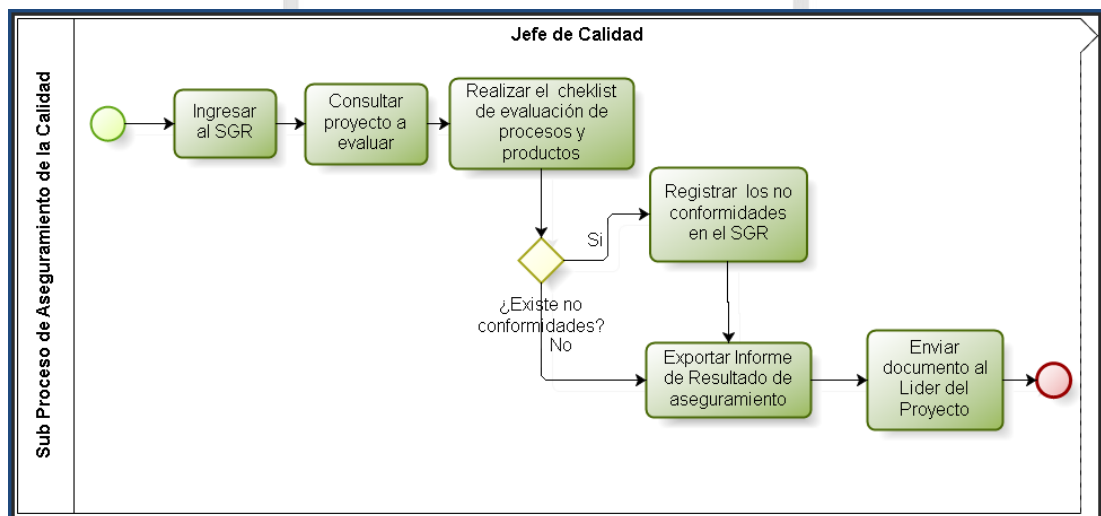 Jefe de Calidad
Sub Proceso de Aseguramiento de la Calidad
Ingresar
al SGR
Consultar
proyecto a
evaluar
Realizar el cheklist
de evaluación de
procesos y
productos
¿Existe no
conformidades?
Si
No
Registrar los no
conformidades
en el SGR
Exportar Informe
de Resultado de
aseguramiento
Enviar
documento al
Lider del
Proyecto